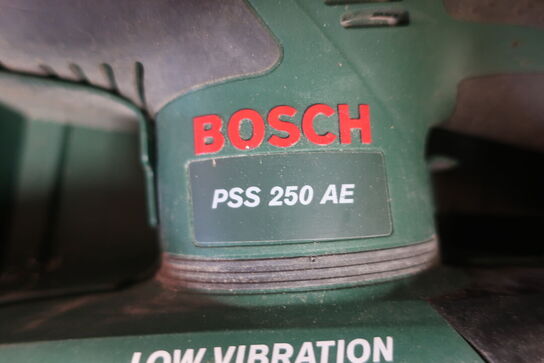 BOSCH
PSS 250 AE
LOW VIBRATION